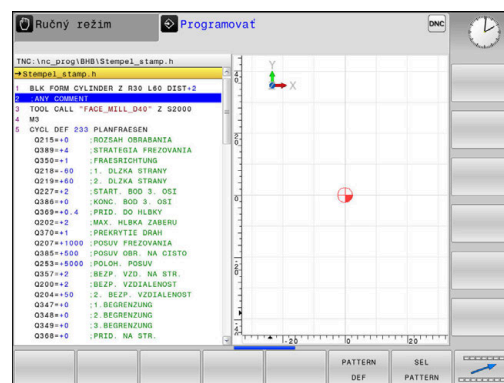 Ručný režim
Programovať
DNC
TNC:\nc_prog\BHB\Stempel_stamp.h
→Stempel_stamp.h
1 BLK FORM CYLINDER Z R30 L60 DIST+2
2 ;ANY COMMENT
3 TOOL CALL "FACE_MILL_D40" Z S2000
4 M3
5 CYCL DEF 233 PLANFRAESEN
Q215=+0 ;ROZSAH OBRABANIA
Q389=+4 ;STRATEGIA FREZOVANIA
Q350=+1 ;FRAESRICHTUNG
Q218=-60 ;1. DLZKA STRANY
Q219=+60 ;2. DLZKA STRANY
Q227=+2 ;START. BOD 3. OSI
Q386=+0 ;KONC. BOD 3. OSI
Q369=+0.4 ;PRID. DO HLBKY
Q202=+2 ;MAX. HLBKA ZABERU
Q370=+1 ;PREKRYTIE DRAH
Q207=+1000 ;POSUV FREZOVANIA
Q385=+500 ;POSUV OBR. NA CISTO
Q253=+5000 ;POLOH. POSUV
Q357=+2 ;BEZP. VZD. NA STR.
Q200=+2 ;BEZP. VZDIALENOST
Q204=+50 ;2. BEZP. VZDIALENOST
Q347=+0 ;1.BEGRENZUNG
Q348=+0 ;2.BEGRENZUNG
Q349=+0 ;3.BEGRENZUNG
Q368=+0 ;PRID. NA STR.
Y
X
0
-20
0
20
PATTERN
DEF
SEL
PATTERN